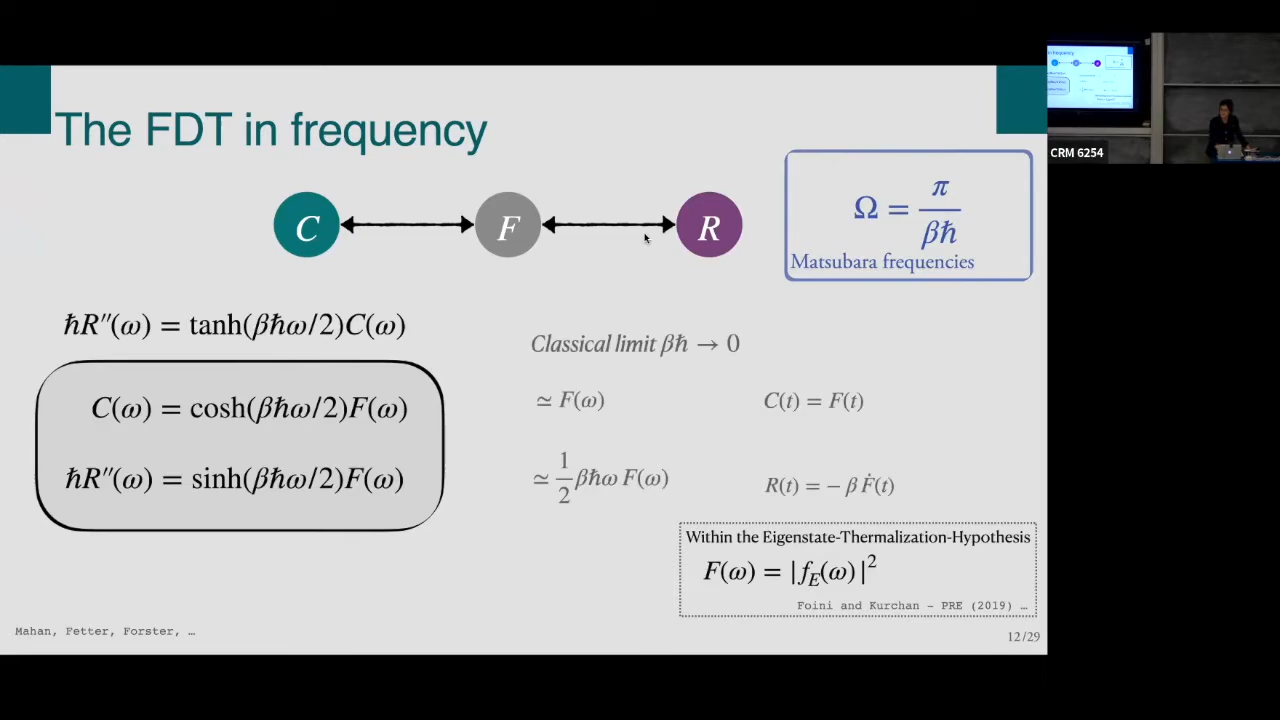 The FDT in frequency
C
F
R
Ω = π/βℏ
Matsubara frequencies
CRM 6254
ℏR″(ω) = tanh(βℏω/2)C(ω)
C(ω) = cosh(βℏω/2)F(ω)
ℏR″(ω) = sinh(βℏω/2)F(ω)
Classical limit βℏ → 0
≃ F(ω)
C(t) = F(t)
≃ 1/2 βℏω F(ω)
R(t) = − β Ḟ(t)
Within the Eigenstate-Thermalization-Hypothesis
F(ω) = |f_E(ω)|²
Foini and Kurchan - PRE (2019) …
Mahan, Fetter, Forster, …
12/29